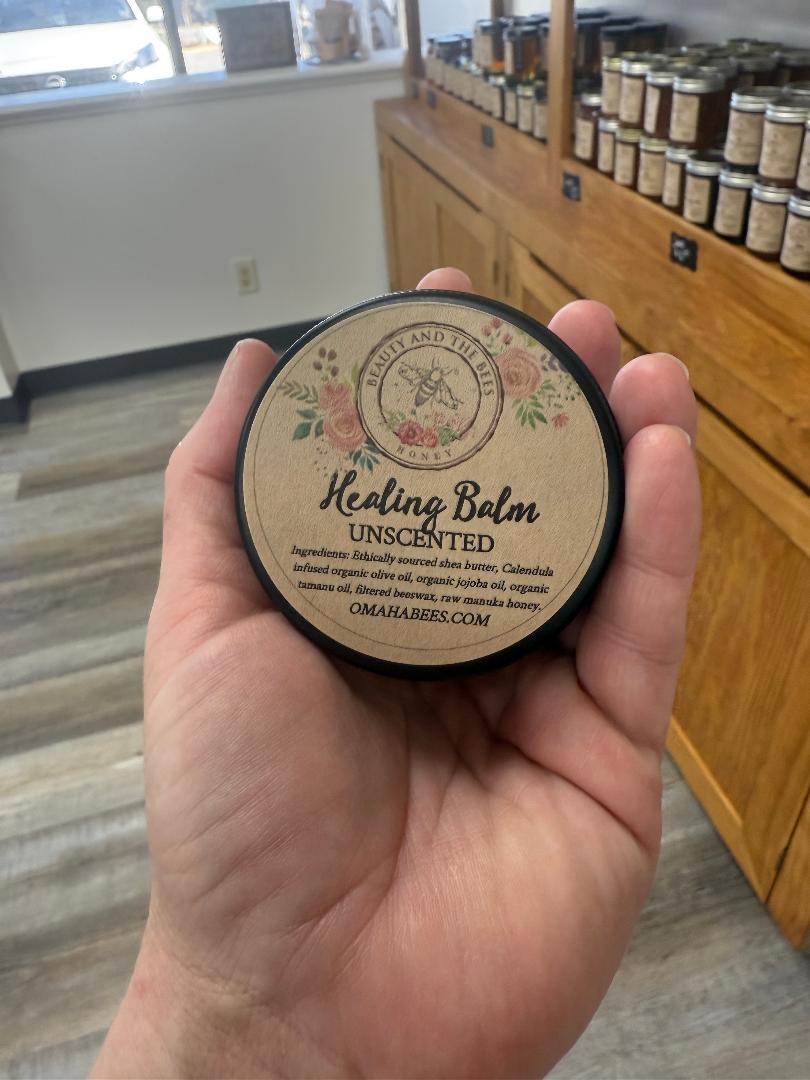 BEAUTY AND THE BEES
HONEY
Healing Balm
UNSCENTED
Ingredients: Ethically sourced shea butter, Calendula
infused organic olive oil, organic jojoba oil, organic
tamanu oil, filtered beeswax, raw manuka honey.
OMAHABEES.COM